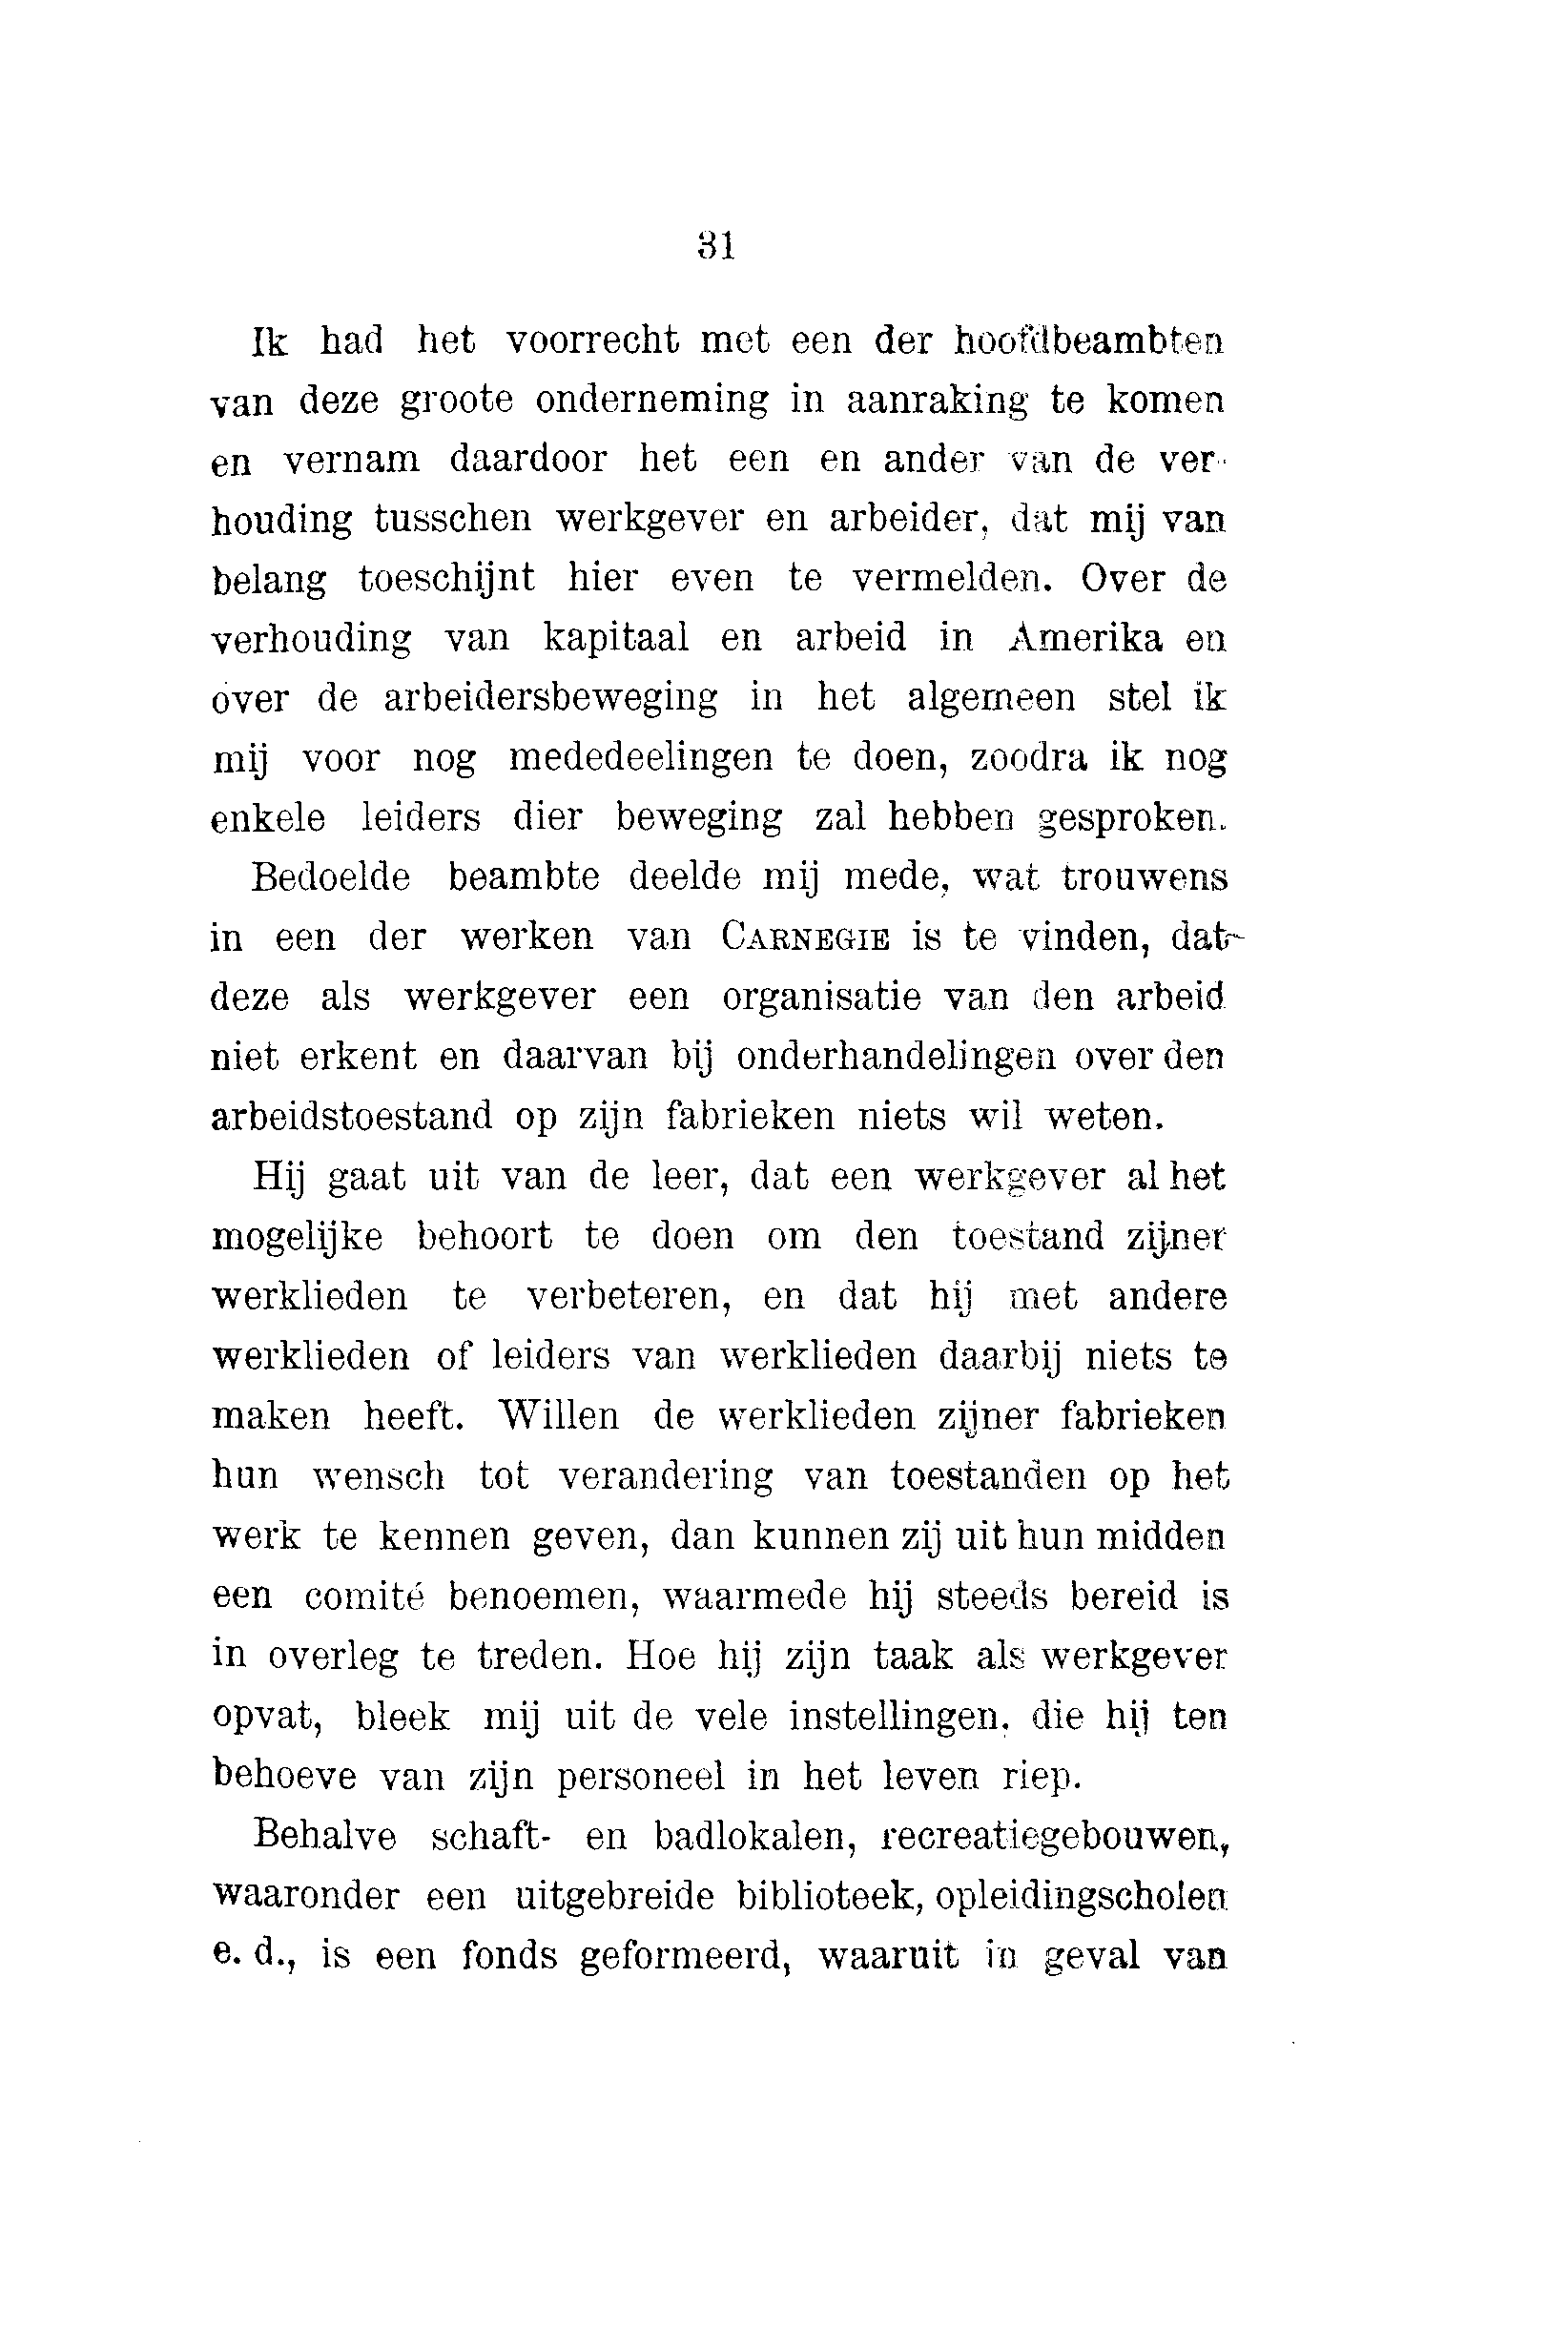 31
Ik had het voorrecht met een der hoofdbeambten
van deze groote onderneming in aanraking te komen
en vernam daardoor het een en ander van de ver-
houding tusschen werkgever en arbeider, dat mij van
belang toeschijnt hier even te vermelden. Over de
verhouding van kapitaal en arbeid in Amerika en
over de arbeidersbeweging in het algemeen stel ik
mij voor nog mededeelingen te doen, zoodra ik nog
enkele leiders dier beweging zal hebben gesproken.
Bedoelde beambte deelde mij mede, wat trouwens
in een der werken van CARNEGIE is te vinden, dat
deze als werkgever een organisatie van den arbeid
niet erkent en daarvan bij onderhandelingen over den
arbeidstoestand op zijn fabrieken niets wil weten.
Hij gaat uit van de leer, dat een werkgever al het
mogelijke behoort te doen om den toestand zijner
werklieden te verbeteren, en dat hij met andere
werklieden of leiders van werklieden daarbij niets te
maken heeft. Willen de werklieden zijner fabrieken
hun wensch tot verandering van toestanden op het
werk te kennen geven, dan kunnen zij uit hun midden
een comité benoemen, waarmede hij steeds bereid is
in overleg te treden. Hoe hij zijn taak als werkgever
opvat, bleek mij uit de vele instellingen, die hij ten
behoeve van zijn personeel in het leven riep.
Behalve schaft- en badlokalen, recreatiegebouwen,
waaronder een uitgebreide biblioteek, opleidingscholen
e. d., is een fonds geformeerd, waaruit in geval van